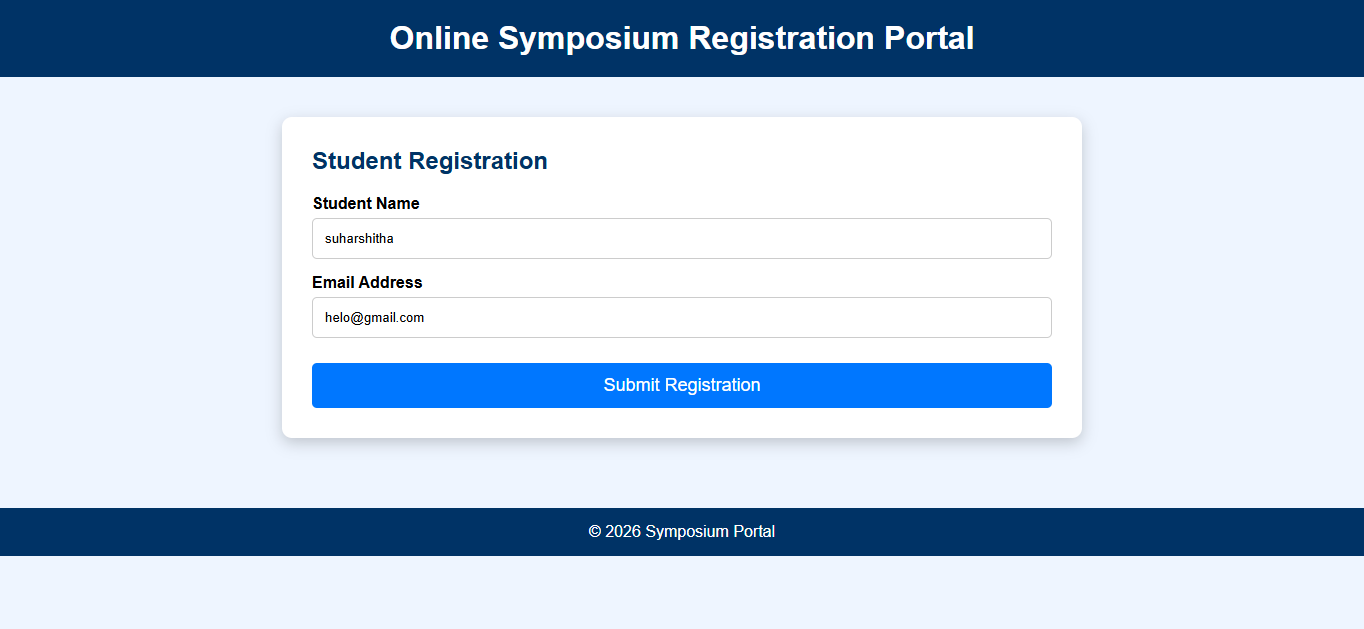 Online Symposium Registration Portal
Student Registration
Student Name
suharshitha
Email Address
helo@gmail.com
Submit Registration
© 2026 Symposium Portal